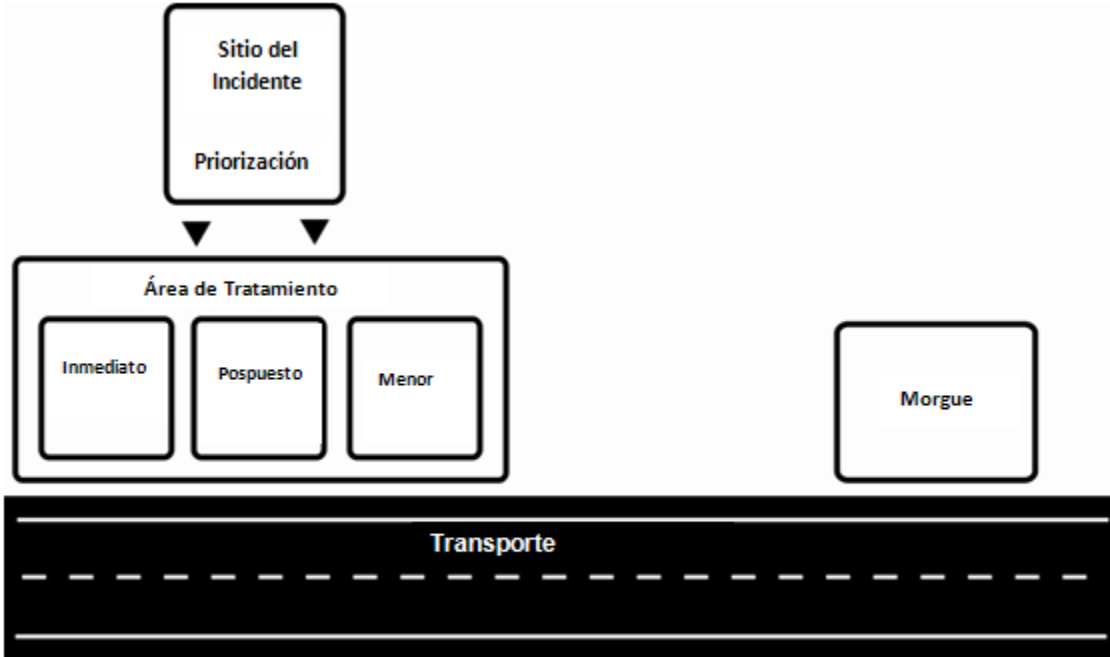 Sitio del
Incidente
Priorización
Área de Tratamiento
Inmediato
Pospuesto
Menor
Morgue
Transporte